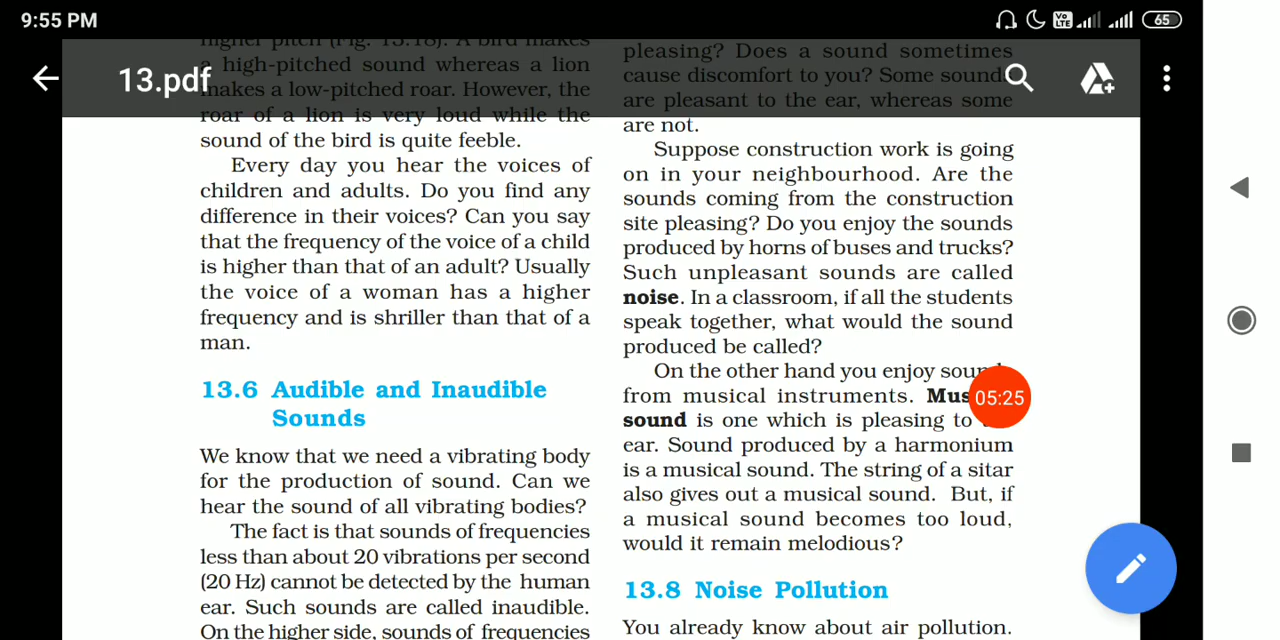 9:55 PM
Vo LTE
65
13.pdf
higher pitch (Fig. 13.18). A bird makes
a high-pitched sound whereas a lion
makes a low-pitched roar. However, the
roar of a lion is very loud while the
sound of the bird is quite feeble.
Every day you hear the voices of
children and adults. Do you find any
difference in their voices? Can you say
that the frequency of the voice of a child
is higher than that of an adult? Usually
the voice of a woman has a higher
frequency and is shriller than that of a
man.
13.6 Audible and Inaudible
Sounds
We know that we need a vibrating body
for the production of sound. Can we
hear the sound of all vibrating bodies?
The fact is that sounds of frequencies
less than about 20 vibrations per second
(20 Hz) cannot be detected by the human
ear. Such sounds are called inaudible.
On the higher side, sounds of frequencies
pleasing? Does a sound sometimes
cause discomfort to you? Some sound
are pleasant to the ear, whereas some
are not.
Suppose construction work is going
on in your neighbourhood. Are the
sounds coming from the construction
site pleasing? Do you enjoy the sounds
produced by horns of buses and trucks?
Such unpleasant sounds are called
noise. In a classroom, if all the students
speak together, what would the sound
produced be called?
On the other hand you enjoy
from musical instruments.
sound is one which is pleasing to
ear. Sound produced by a harmonium
is a musical sound. The string of a sitar
also gives out a musical sound. But, if
a musical sound becomes too loud,
would it remain melodious?
13.8 Noise Pollution
You already know about air pollution.
05:25